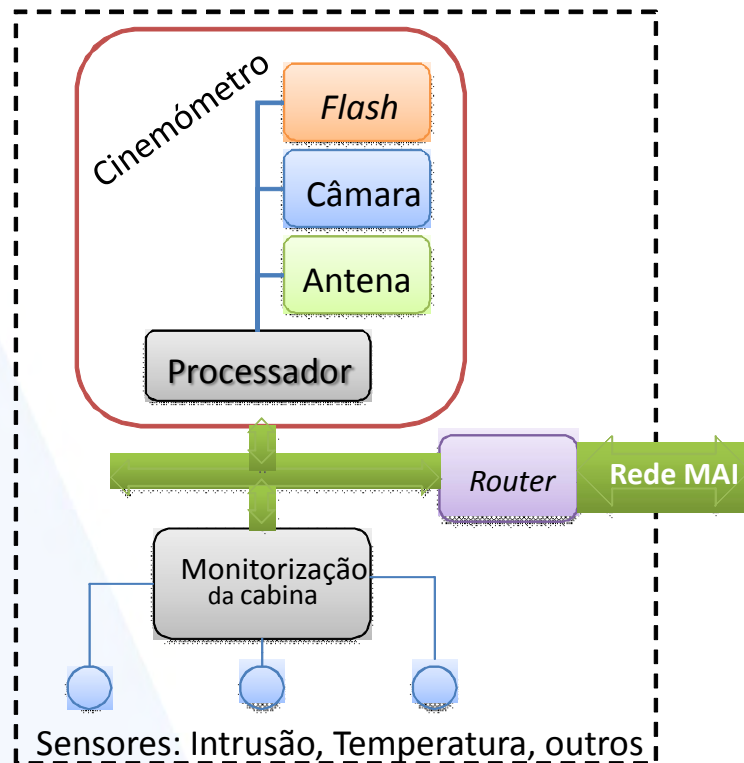 Cinemómetro
Flash
Câmara
Antena
Processador
Router
Rede MAI
Monitorização
da cabina
Sensores: Intrusão, Temperatura, outros